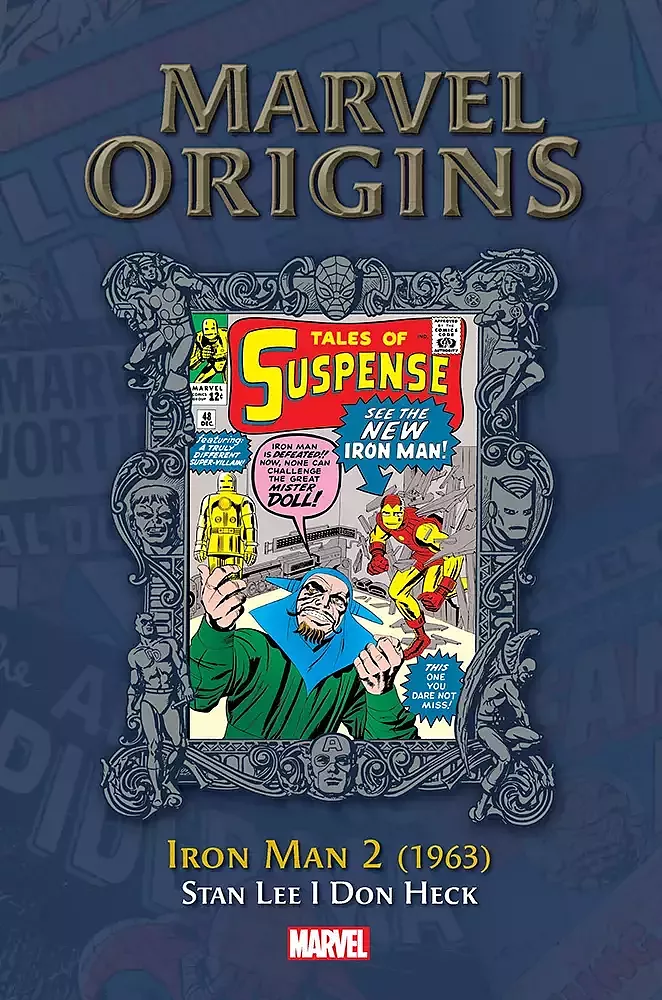 MARVEL
ORIGINS
TALES OF
SUSPENSE
IND.
APPROVED
BY THE
COMICS
CODE
AUTHORITY
MARVEL
COMICS
GROUP 12¢
48
DEC.
SEE THE
NEW
IRON MAN!
featuring:
A TRULY
DIFFERENT
SUPER-VILLAIN!
IRON MAN
IS DEFEATED!!
NOW, NONE CAN
CHALLENGE
THE GREAT
MISTER
DOLL!
THIS
ONE
YOU
DARE NOT
MISS!
A
IRON MAN 2 (1963)
STAN LEE | DON HECK
MARVEL